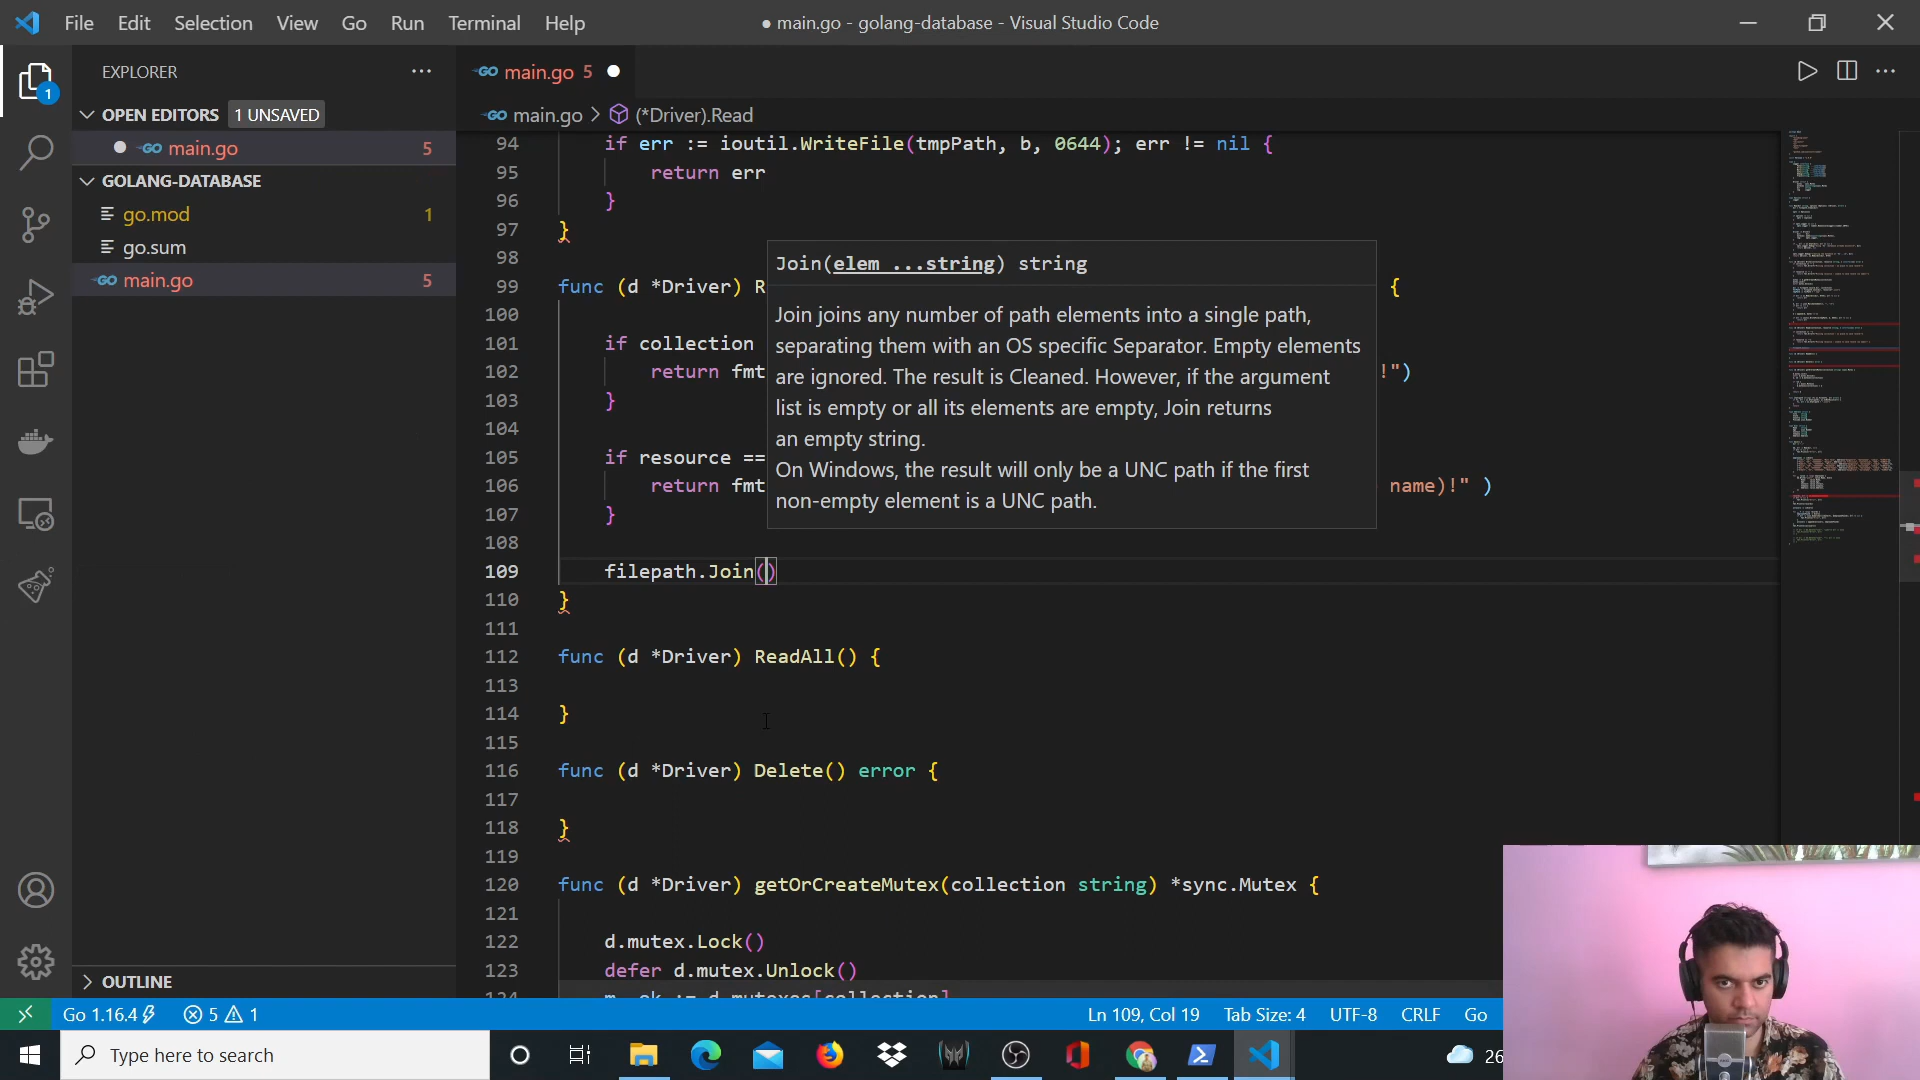 File Edit Selection View Go Run Terminal Help
● main.go - golang-database - Visual Studio Code
EXPLORER
OPEN EDITORS 1 UNSAVED
main.go 5
GOLANG-DATABASE
go.mod 1
go.sum
main.go 5
OUTLINE
1
main.go 5
main.go > (*Driver).Read
94 if err := ioutil.WriteFile(tmpPath, b, 0644); err != nil {
95 return err
96 }
97 }
98
99 func (d *Driver) R {
100
101 if collection
102 return fmt !")
103 }
104
105 if resource ==
106 return fmt name)!" )
107 }
108
109 filepath.Join()
110 }
111
112 func (d *Driver) ReadAll() {
113
114 }
115
116 func (d *Driver) Delete() error {
117
118 }
119
120 func (d *Driver) getOrCreateMutex(collection string) *sync.Mutex {
121
122 d.mutex.Lock()
123 defer d.mutex.Unlock()
Join(elem ...string) string
Join joins any number of path elements into a single path,
separating them with an OS specific Separator. Empty elements
are ignored. The result is Cleaned. However, if the argument
list is empty or all its elements are empty, Join returns
an empty string.
On Windows, the result will only be a UNC path if the first
non-empty element is a UNC path.
Go 1.16.4 5 1
Ln 109, Col 19 Tab Size: 4 UTF-8 CRLF Go
Type here to search
26